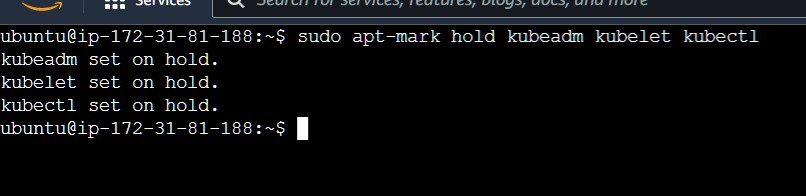 Services
Search for services, features, blogs, docs, and more
ubuntu@ip-172-31-81-188:~$ sudo apt-mark hold kubeadm kubelet kubectl
kubeadm set on hold.
kubelet set on hold.
kubectl set on hold.
ubuntu@ip-172-31-81-188:~$